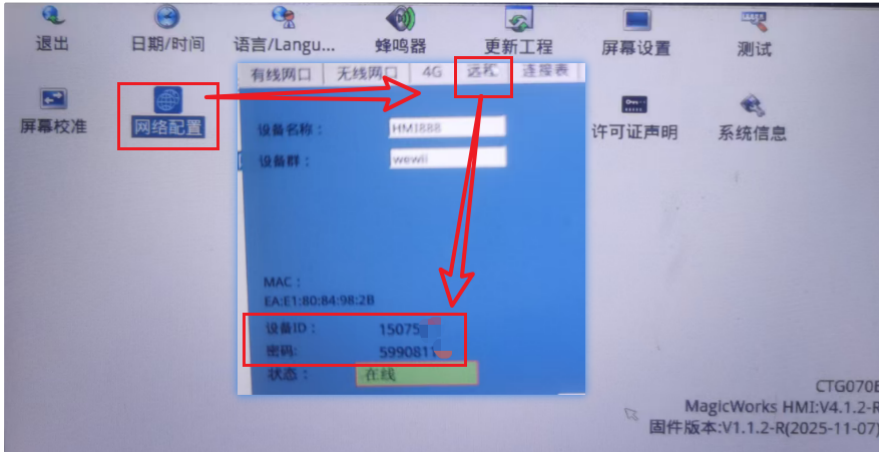 退出
日期/时间
语言/Langu...
蜂鸣器
更新工程
屏幕设置
测试
有线网口
无线网口
4G
远程
连接表
屏幕校准
网络配置
许可证声明
系统信息
设备名称：
HMI888
设备群：
wewii
MAC：
EA:E1:80:84:98:2B
设备ID：
15075
密码:
599081
状态：
在线
CTG070E
MagicWorks HMI:V4.1.2-R
固件版本:V1.1.2-R(2025-11-07)